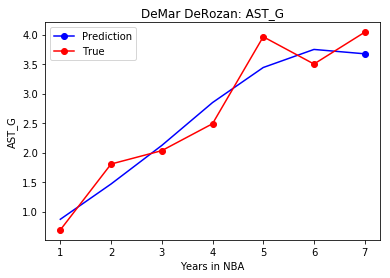 DeMar DeRozan: AST_G
Prediction
True
4.0
3.5
3.0
2.5
2.0
1.5
1.0
AST_G
1 2 3 4 5 6 7
Years in NBA